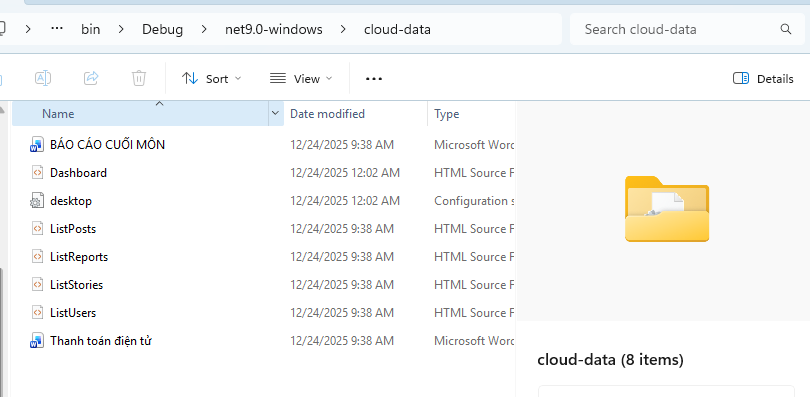 ··· > bin > Debug > net9.0-windows > cloud-data Search cloud-data
Sort View ··· Details
Name Date modified Type
BÁO CÁO CUỐI MÔN 12/24/2025 9:38 AM Microsoft Word
Dashboard 12/24/2025 12:02 AM HTML Source F
desktop 12/24/2025 12:02 AM Configuration s
ListPosts 12/24/2025 9:38 AM HTML Source F
ListReports 12/24/2025 9:38 AM HTML Source F
ListStories 12/24/2025 9:38 AM HTML Source F
ListUsers 12/24/2025 9:38 AM HTML Source F
Thanh toán điện tử 12/24/2025 9:38 AM Microsoft Word
cloud-data (8 items)